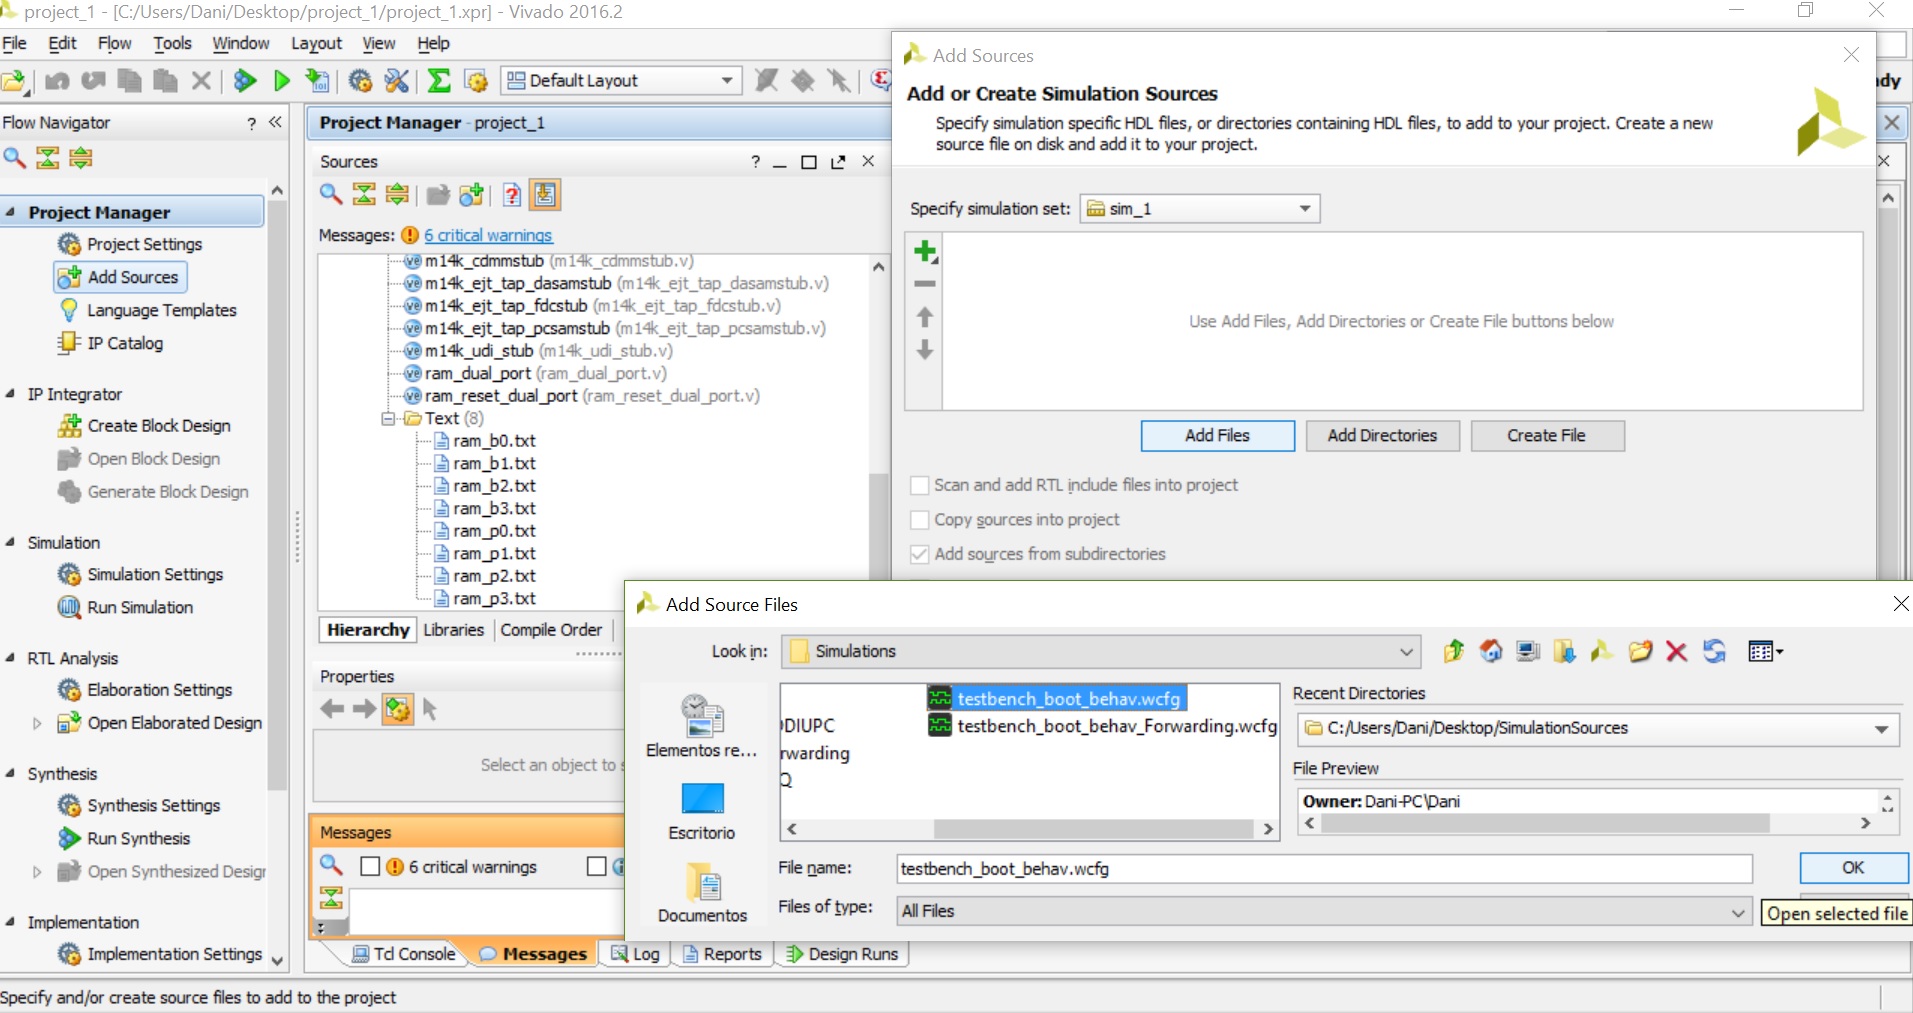 project_1 - [C:/Users/Dani/Desktop/project_1/project_1.xpr] - Vivado 2016.2
File Edit Flow Tools Window Layout View Help
Default Layout
Flow Navigator
Project Manager
Project Settings
Add Sources
Language Templates
IP Catalog
IP Integrator
Create Block Design
Open Block Design
Generate Block Design
Simulation
Simulation Settings
Run Simulation
RTL Analysis
Elaboration Settings
Open Elaborated Design
Synthesis
Synthesis Settings
Run Synthesis
Open Synthesized Design
Implementation
Implementation Settings
Project Manager - project_1
Sources
Messages: 6 critical warnings
m14k_cdmmstub (m14k_cdmmstub.v)
m14k_ejt_tap_dasamstub (m14k_ejt_tap_dasamstub.v)
m14k_ejt_tap_fdcstub (m14k_ejt_tap_fdcstub.v)
m14k_ejt_tap_pcsamstub (m14k_ejt_tap_pcsamstub.v)
m14k_udi_stub (m14k_udi_stub.v)
ram_dual_port (ram_dual_port.v)
ram_reset_dual_port (ram_reset_dual_port.v)
Text (8)
ram_b0.txt
ram_b1.txt
ram_b2.txt
ram_b3.txt
ram_p0.txt
ram_p1.txt
ram_p2.txt
ram_p3.txt
Hierarchy Libraries Compile Order
Properties
Select an object to s
Messages
6 critical warnings
Tcl Console Messages Log Reports Design Runs
Specify and/or create source files to add to the project
dy
Add Sources
Add or Create Simulation Sources
Specify simulation specific HDL files, or directories containing HDL files, to add to your project. Create a new
source file on disk and add it to your project.
Specify simulation set: sim_1
Use Add Files, Add Directories or Create File buttons below
Add Files Add Directories Create File
Scan and add RTL include files into project
Copy sources into project
Add sources from subdirectories
Add Source Files
Look in: Simulations
Elementos re...
Escritorio
Documentos
DIUPC
rwarding
Q
testbench_boot_behav.wcfg
testbench_boot_behav_Forwarding.wcfg
Recent Directories
C:/Users/Dani/Desktop/SimulationSources
File Preview
Owner: Dani-PC\Dani
File name: testbench_boot_behav.wcfg
OK
Files of type: All Files
Open selected file